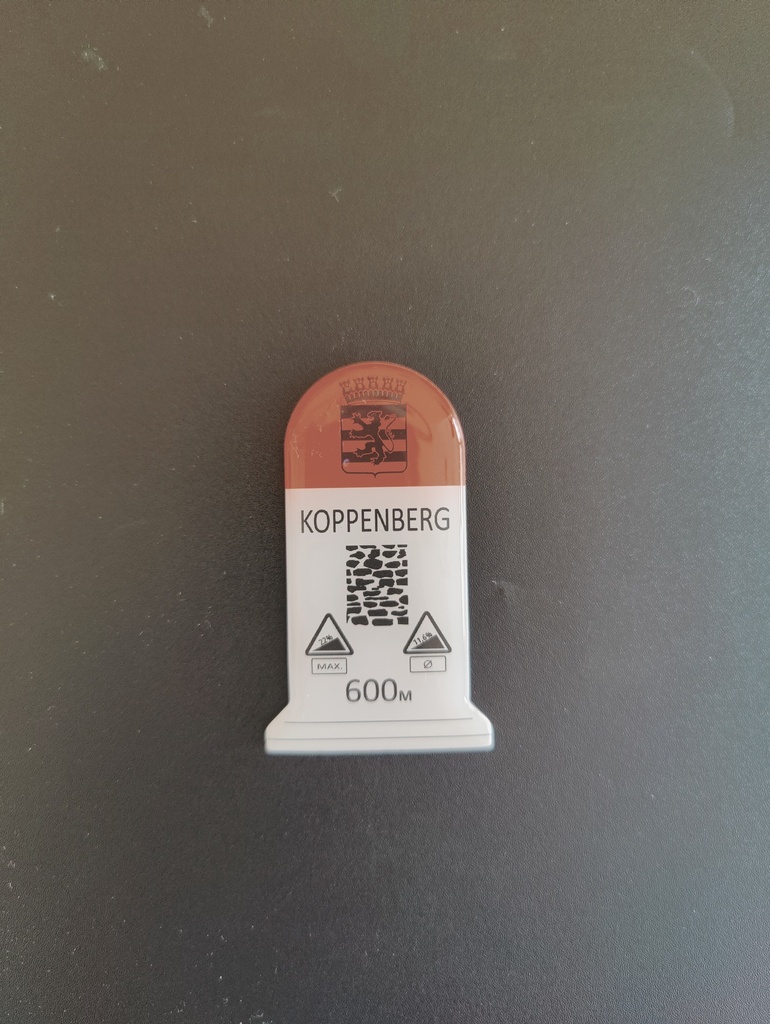 KOPPENBERG
22%
11,6%
MAX.
Ø
600M